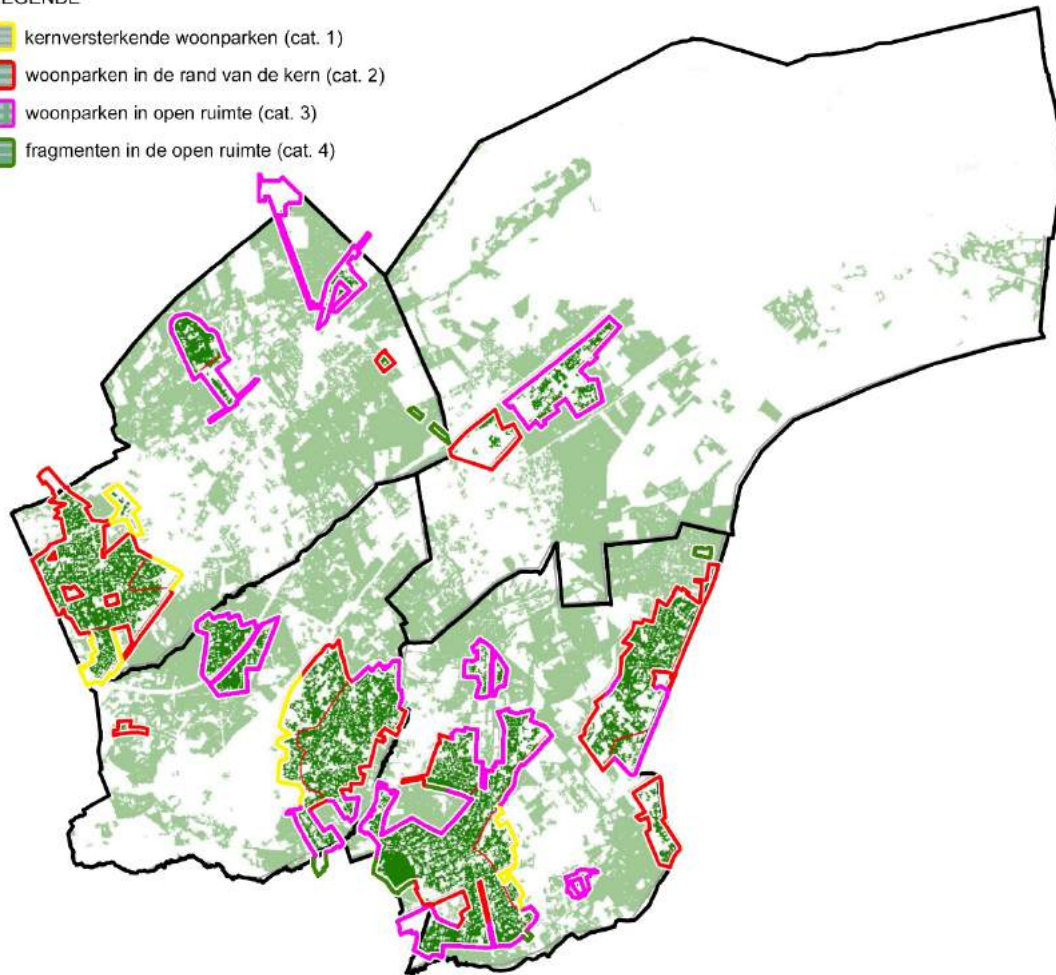 LEGENDE
kernversterkende woonparken (cat. 1)
woonparken in de rand van de kern (cat. 2)
woonparken in open ruimte (cat. 3)
fragmenten in de open ruimte (cat. 4)